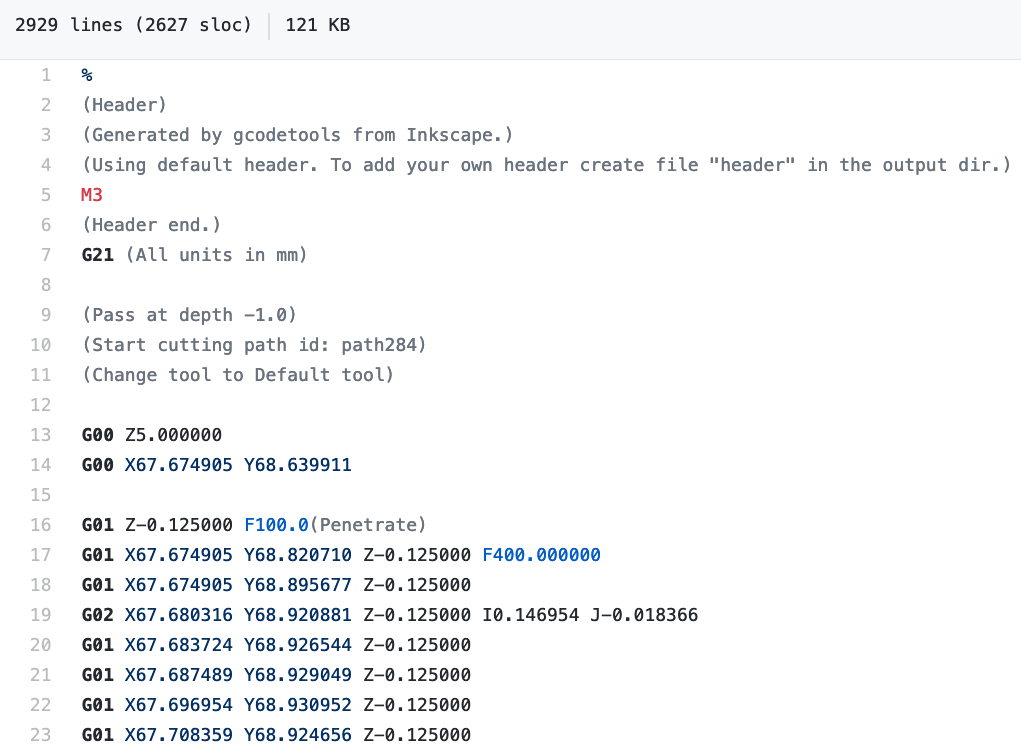 2929 lines (2627 sloc) 121 KB
1 %
2 (Header)
3 (Generated by gcodetools from Inkscape.)
4 (Using default header. To add your own header create file "header" in the output dir.)
5 M3
6 (Header end.)
7 G21 (All units in mm)
8
9 (Pass at depth -1.0)
10 (Start cutting path id: path284)
11 (Change tool to Default tool)
12
13 G00 Z5.000000
14 G00 X67.674905 Y68.639911
15
16 G01 Z-0.125000 F100.0(Penetrate)
17 G01 X67.674905 Y68.820710 Z-0.125000 F400.000000
18 G01 X67.674905 Y68.895677 Z-0.125000
19 G02 X67.680316 Y68.920881 Z-0.125000 I0.146954 J-0.018366
20 G01 X67.683724 Y68.926544 Z-0.125000
21 G01 X67.687489 Y68.929049 Z-0.125000
22 G01 X67.696954 Y68.930952 Z-0.125000
23 G01 X67.708359 Y68.924656 Z-0.125000